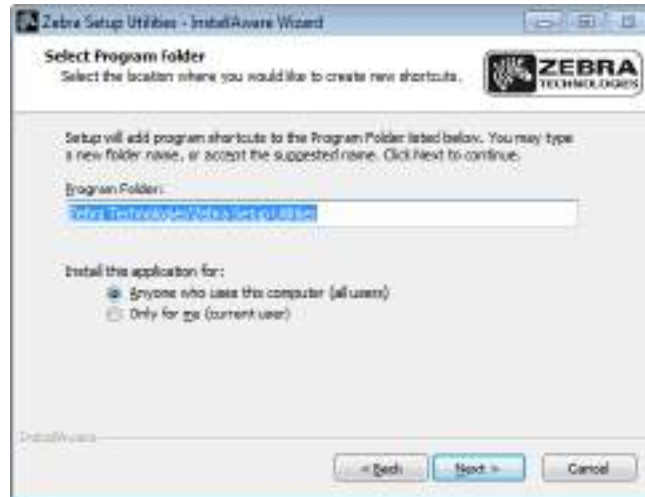 Zebra Setup Utilities - InstallAware Wizard
Select Program Folder
Select the location where you would like to create new shortcuts.
ZEBRA
TECHNOLOGIES
Setup will add program shortcuts to the Program Folder listed below. You may type
a new folder name, or accept the suggested name. Click Next to continue.
Program Folder:
Zebra Technologies\Zebra Setup Utilities
Install this application for:
Anyone who uses this computer (all users)
Only for me (current user)
InstallAware
< Back
Next >
Cancel